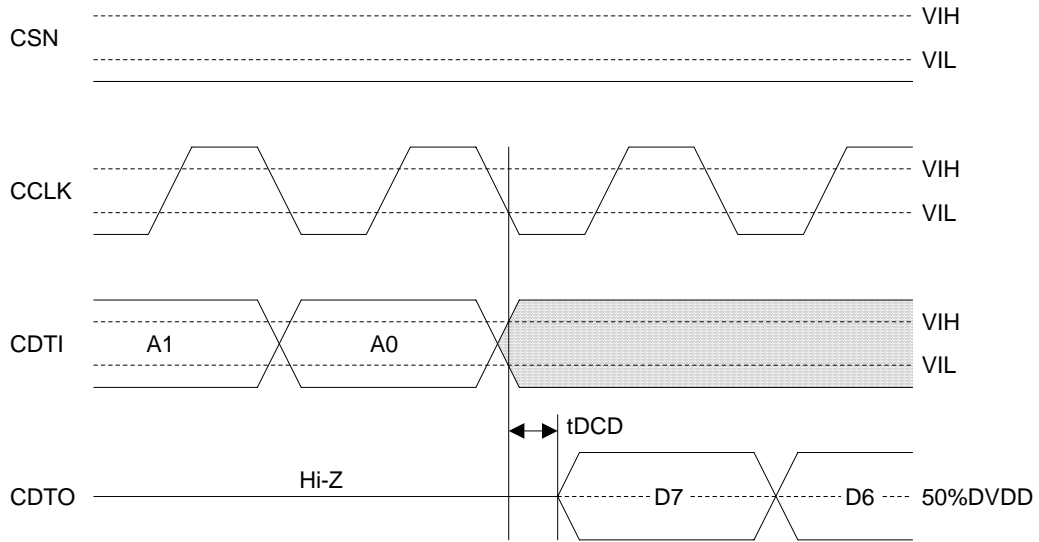 VIH
CSN
VIL
VIH
CCLK
VIL
VIH
CDTI A1 A0
VIL
tDCD
Hi-Z
CDTO D7 D6 50%DVDD